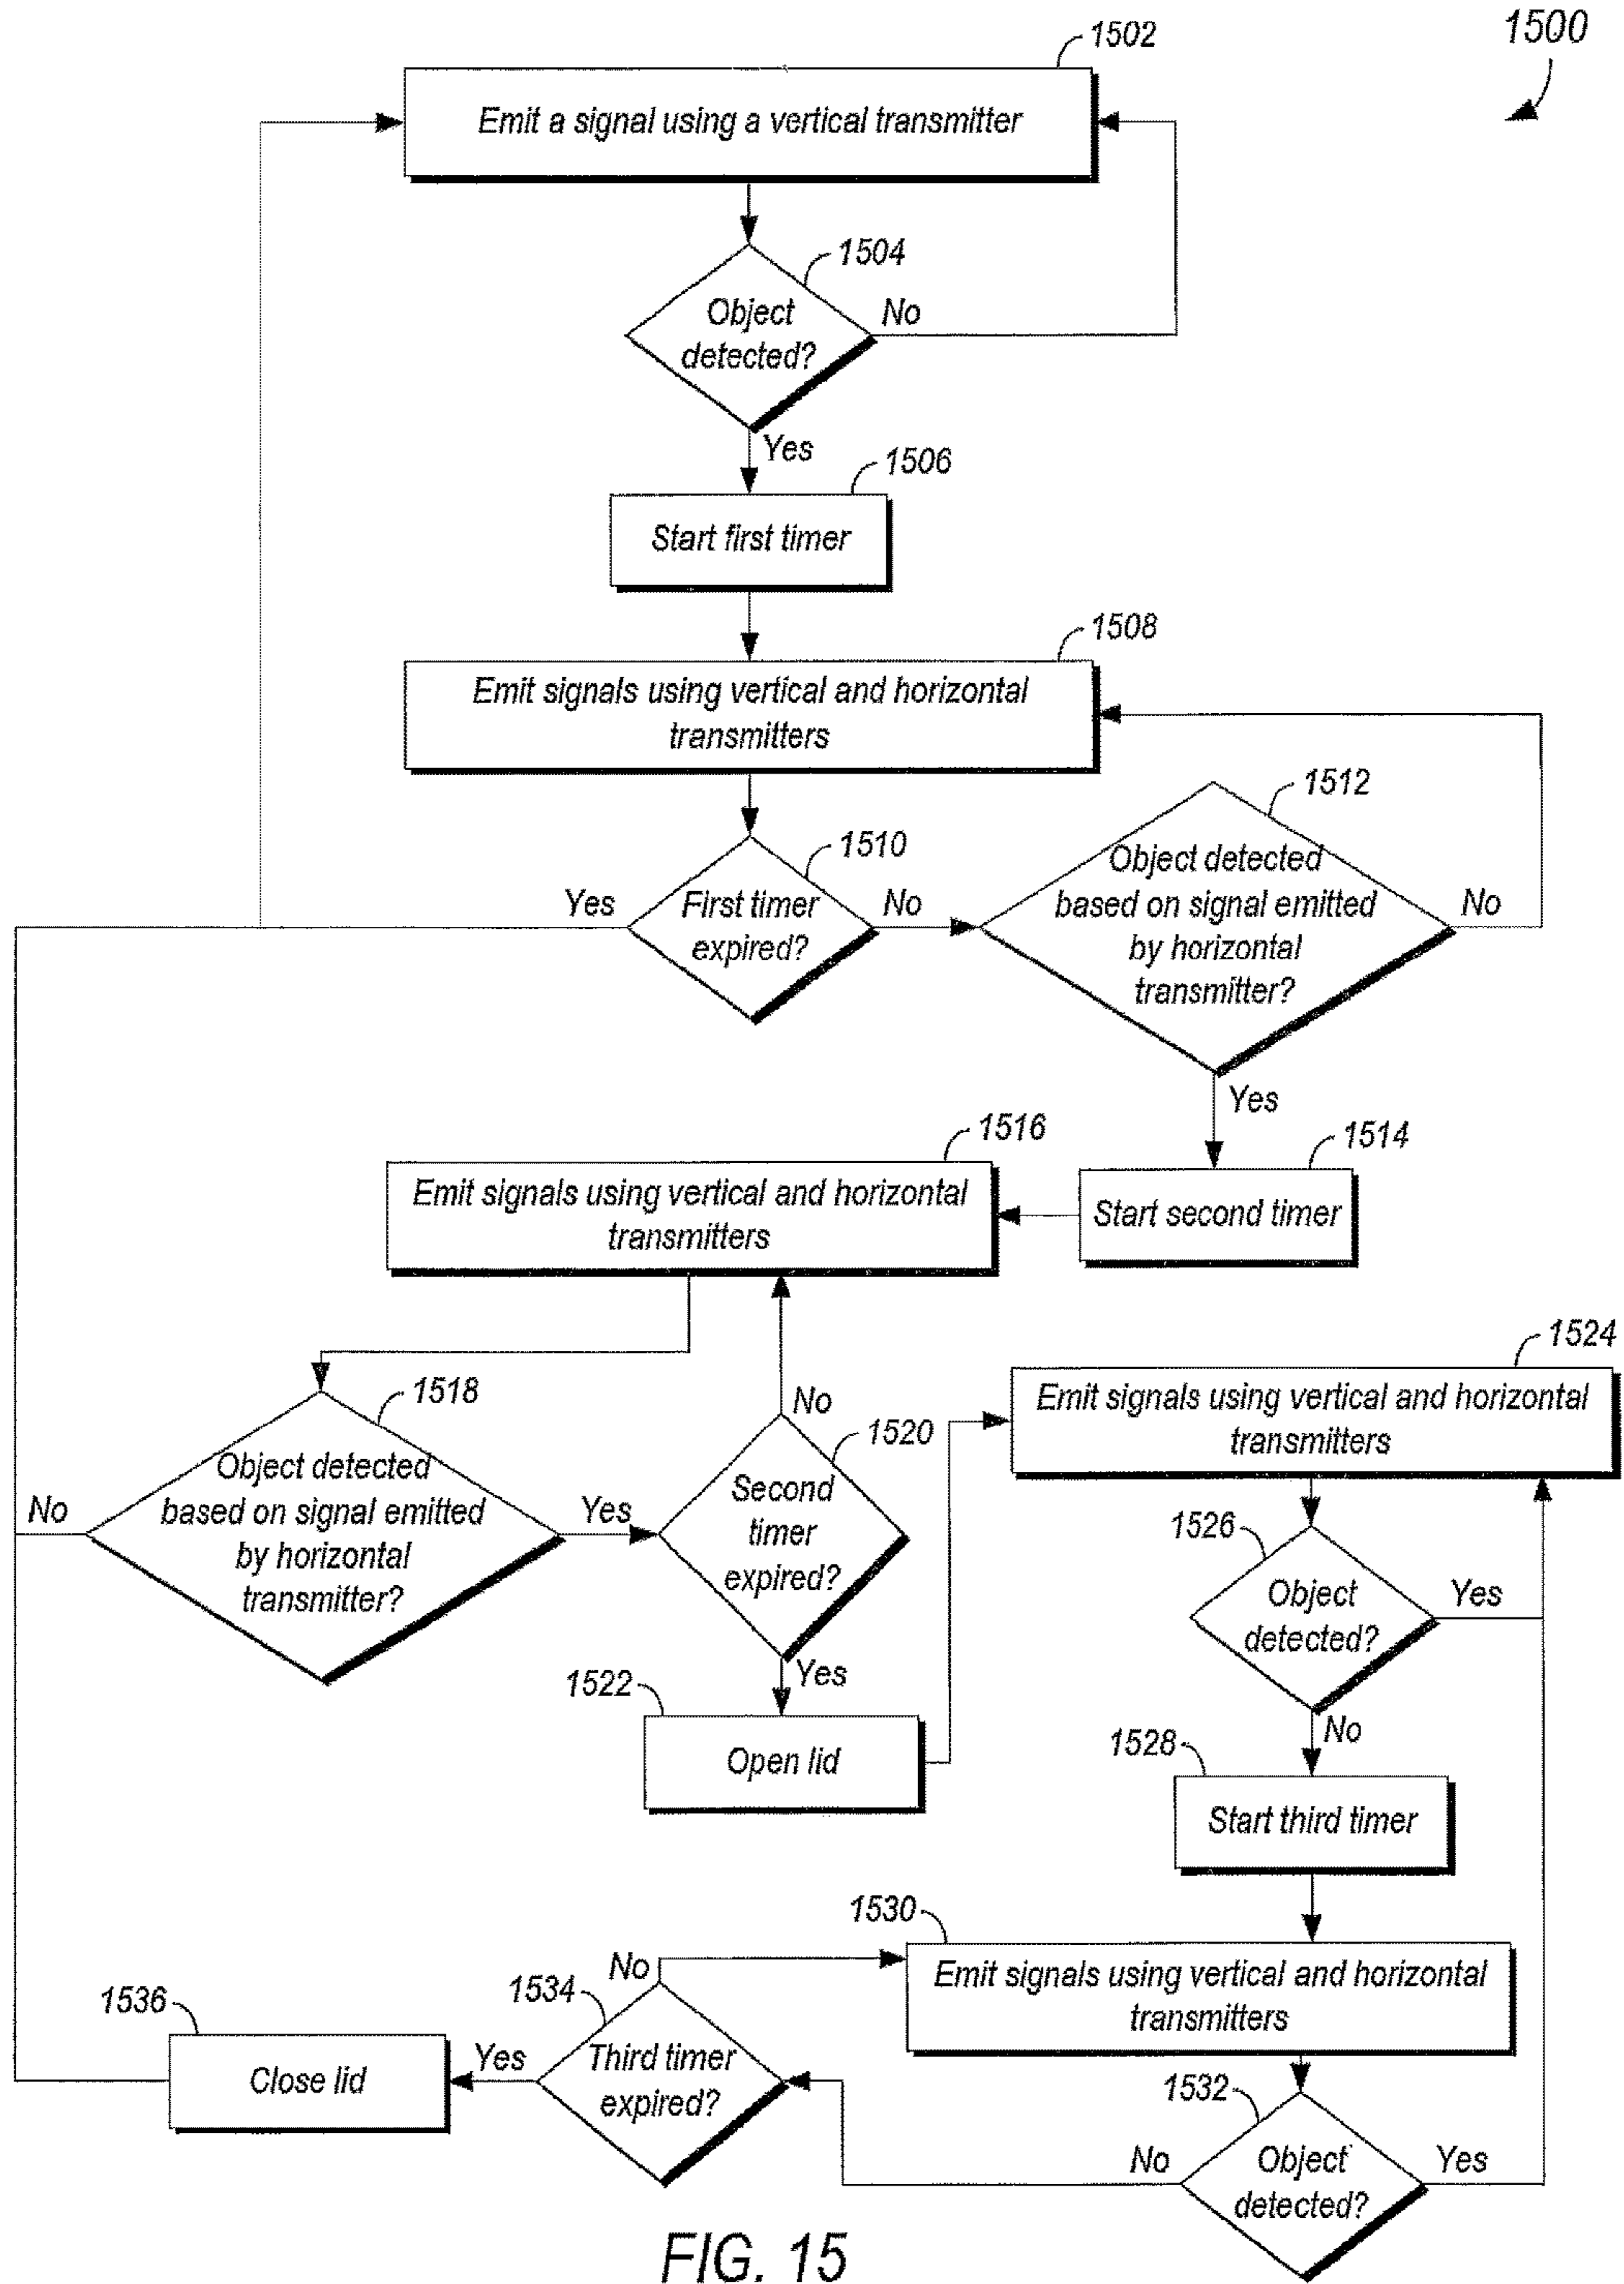 1500
1502
Emit a signal using a vertical transmitter
1504
Object
detected?
No
Yes
1506
Start first timer
1508
Emit signals using vertical and horizontal
transmitters
1510
First timer
expired?
Yes
No
1512
Object detected
based on signal emitted
by horizontal
transmitter?
No
Yes
1514
Start second timer
1516
Emit signals using vertical and horizontal
transmitters
1518
Object detected
based on signal emitted
by horizontal
transmitter?
No
Yes
1520
Second
timer
expired?
No
Yes
1522
Open lid
1524
Emit signals using vertical and horizontal
transmitters
1526
Object
detected?
Yes
No
1528
Start third timer
1530
Emit signals using vertical and horizontal
transmitters
1532
Object
detected?
Yes
No
1534
Third timer
expired?
No
Yes
1536
Close lid
FIG. 15